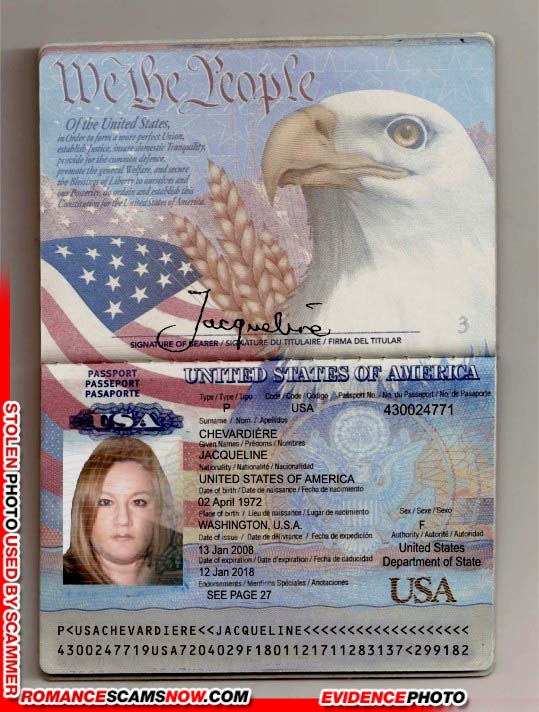 We the People
Of the United States,
in Order to form a more perfect Union,
establish Justice, insure domestic Tranquility,
provide for the common defence,
promote the general Welfare, and secure
the Blessings of Liberty to ourselves and
our Posterity, do ordain and establish this
Constitution for the United States of America.
Jacqueline
3
SIGNATURE OF BEARER / SIGNATURE DU TITULAIRE / FIRMA DEL TITULAR
PASSPORT
PASSEPORT
PASAPORTE
USA
UNITED STATES OF AMERICA
Type / Type / Tipo Code / Code / Código Passport No. / No. du Passeport / No. de Pasaporte
P USA 430024771
Surname / Nom / Apellidos
CHEVARDIÈRE
Given Names / Prénoms / Nombres
JACQUELINE
Nationality / Nationalité / Nacionalidad
UNITED STATES OF AMERICA
Date of birth / Date de naissance / Fecha de nacimiento
02 April 1972
Place of birth / Lieu de naissance / Lugar de nacimiento Sex / Sexe / Sexo
WASHINGTON, U.S.A. F
Date of issue / Date de délivrance / Fecha de expedición Authority / Autorité / Autoridad
13 Jan 2008 United States
Date of expiration / Date d'expiration / Fecha de caducidad Department of State
12 Jan 2018
Endorsements / Mentions Spéciales / Anotaciones
SEE PAGE 27
USA
P<USACHEVARDIERE<<JACQUELINE<<<<<<<<<<<<<<<<<<<
4300247719USA7204029F1801121711283137<299182
STOLEN PHOTO USED BY SCAMMER
ROMANCESCAMSNOW.COM EVIDENCEPHOTO